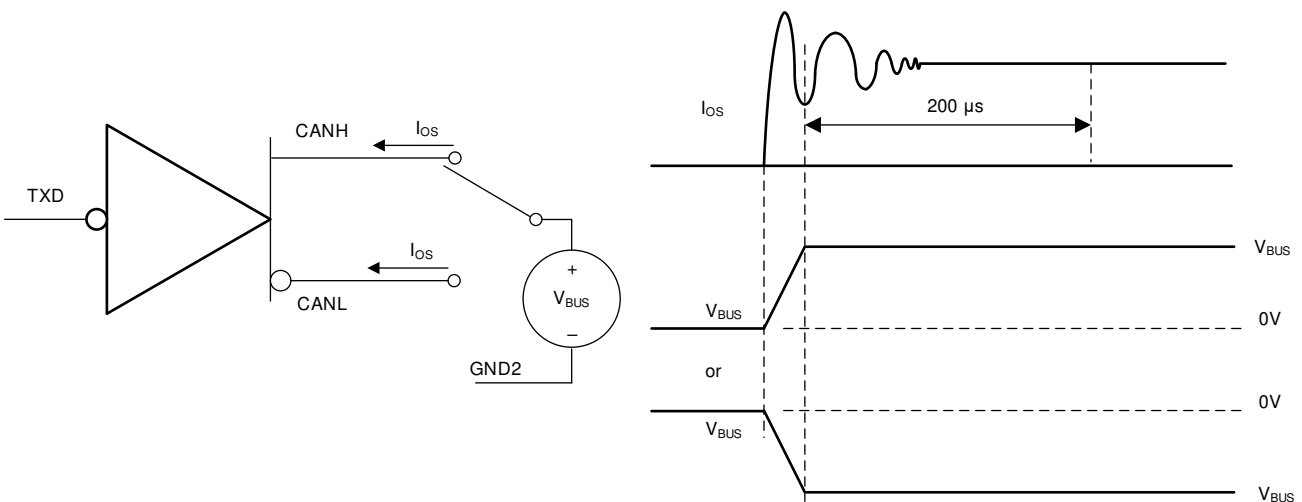 CANH
I_OS
TXD
I_OS
CANL
+
V_BUS
–
GND2
I_OS
200 µs
V_BUS
V_BUS
0V
or
0V
V_BUS
V_BUS